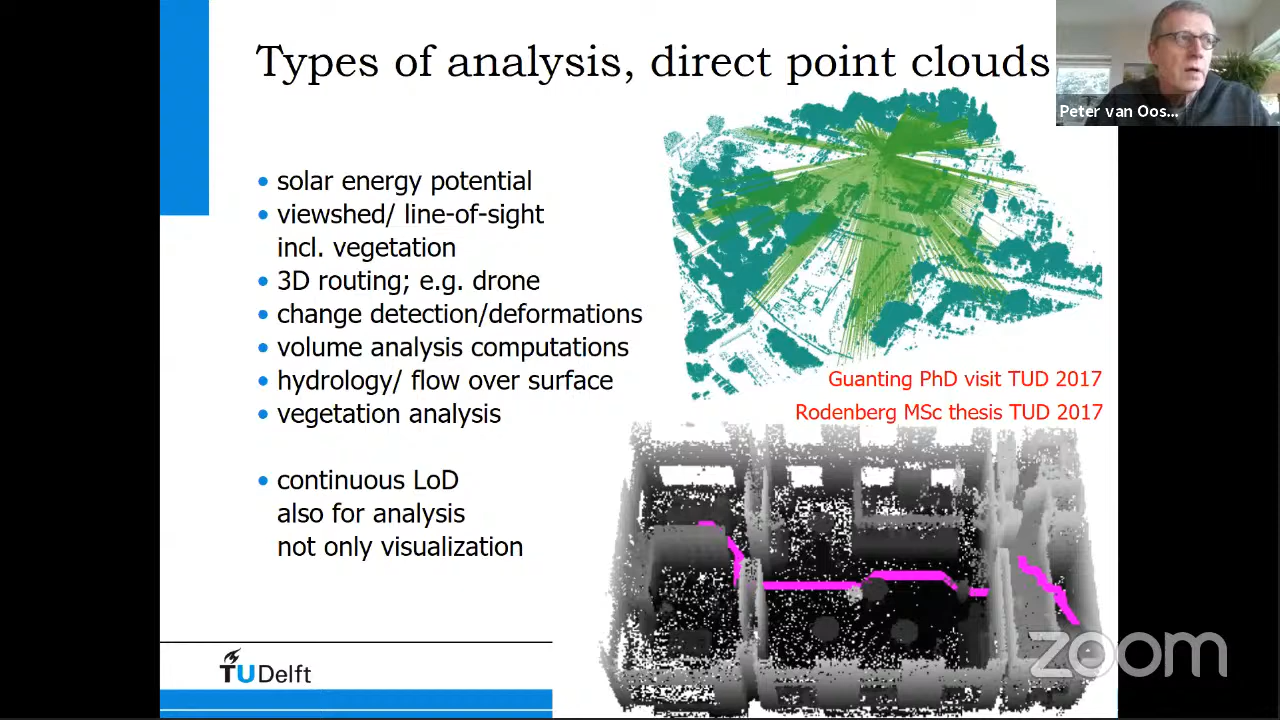 Types of analysis, direct point clouds
Peter van Oos...
• solar energy potential
• viewshed/ line-of-sight
incl. vegetation
• 3D routing; e.g. drone
• change detection/deformations
• volume analysis computations
• hydrology/ flow over surface
• vegetation analysis
Guanting PhD visit TUD 2017
Rodenberg MSc thesis TUD 2017
• continuous LoD
also for analysis
not only visualization
TUDelft
zoom